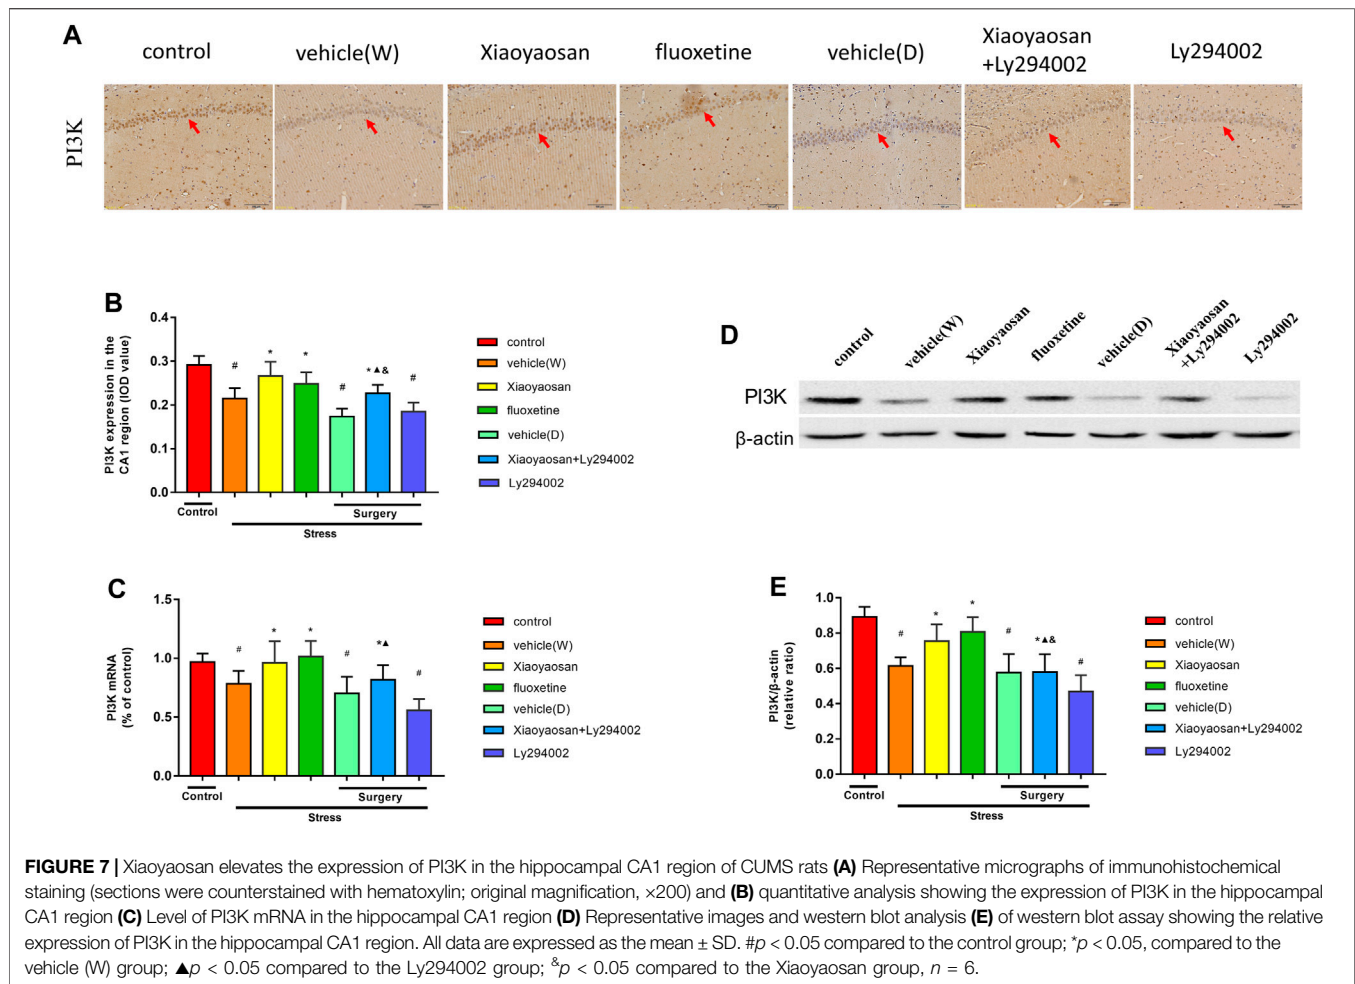 A
control
vehicle(W)
Xiaoyaosan
fluoxetine
vehicle(D)
Xiaoyaosan
+Ly294002
Ly294002
PI3K
B
PI3K expression in the
CA1 region (IOD value)
0.4
0.3
0.2
0.1
0.0
#
*
*
#
*▲&
#
Control
Surgery
Stress
control
vehicle(W)
Xiaoyaosan
fluoxetine
vehicle(D)
Xiaoyaosan+Ly294002
Ly294002
D
control
vehicle(W)
Xiaoyaosan
fluoxetine
vehicle(D)
Xiaoyaosan
+Ly294002
Ly294002
PI3K
β-actin
C
PI3K mRNA
(% of control)
1.5
1.0
0.5
0.0
#
*
*
#
*▲
#
Control
Surgery
Stress
control
vehicle(W)
Xiaoyaosan
fluoxetine
vehicle(D)
Xiaoyaosan+Ly294002
Ly294002
E
PI3K/β-actin
(relative ratio)
1.0
0.8
0.6
0.4
0.2
0.0
#
*
*
#
*▲&
#
Control
Surgery
Stress
control
vehicle(W)
Xiaoyaosan
fluoxetine
vehicle(D)
Xiaoyaosan+Ly294002
Ly294002
FIGURE 7 | Xiaoyaosan elevates the expression of PI3K in the hippocampal CA1 region of CUMS rats (A) Representative micrographs of immunohistochemical
staining (sections were counterstained with hematoxylin; original magnification, ×200) and (B) quantitative analysis showing the expression of PI3K in the hippocampal
CA1 region (C) Level of PI3K mRNA in the hippocampal CA1 region (D) Representative images and western blot analysis (E) of western blot assay showing the relative
expression of PI3K in the hippocampal CA1 region. All data are expressed as the mean ± SD. #p < 0.05 compared to the control group; *p < 0.05, compared to the
vehicle (W) group; ▲p < 0.05 compared to the Ly294002 group; &p < 0.05 compared to the Xiaoyaosan group, n = 6.